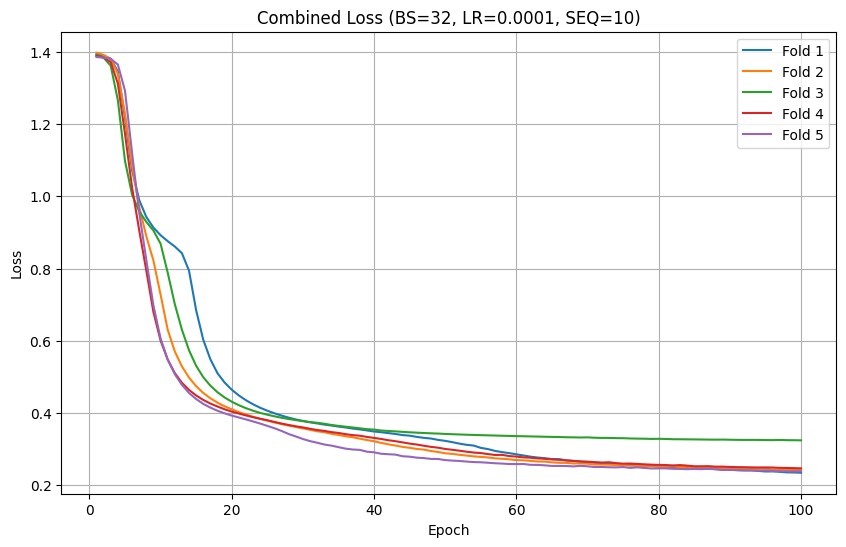 Combined Loss (BS=32, LR=0.0001, SEQ=10)
Fold 1
Fold 2
Fold 3
Fold 4
Fold 5
1.4
1.2
1.0
0.8
0.6
0.4
0.2
Loss
0 20 40 60 80 100
Epoch